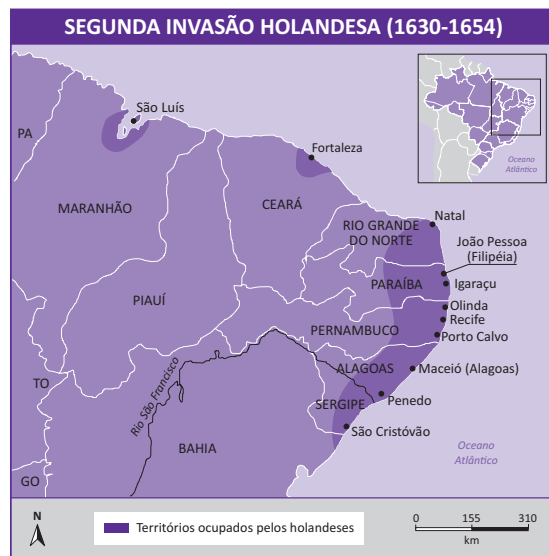 SEGUNDA INVASÃO HOLANDESA (1630-1654)
Oceano
Atlântico
São Luís
PA
Fortaleza
MARANHÃO
CEARÁ
RIO GRANDE
DO NORTE
Natal
João Pessoa
(Filipéia)
PARAÍBA
Igaraçu
PIAUÍ
Olinda
Recife
PERNAMBUCO
Porto Calvo
ALAGOAS
Maceió (Alagoas)
Rio São Francisco
TO
SERGIPE
Penedo
São Cristóvão
BAHIA
Oceano
Atlântico
GO
N
Territórios ocupados pelos holandeses
0 155 310
km